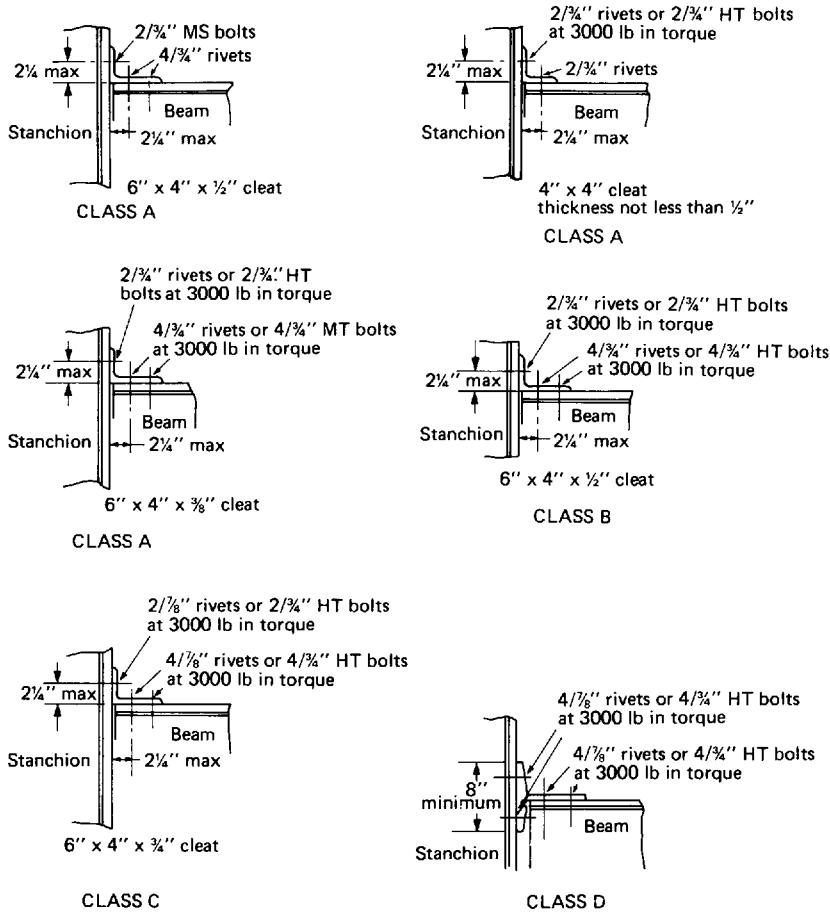 2/¾″ MS bolts
4/¾″ rivets
2¼ max
Beam
Stanchion
2¼″ max
6″ x 4″ x ½″ cleat
CLASS A
2/¾″ rivets or 2/¾″ HT bolts
at 3000 lb in torque
2¼″ max
2/¾″ rivets
Beam
Stanchion
2¼″ max
4″ x 4″ cleat
thickness not less than ½″
CLASS A
2/¾″ rivets or 2/¾.″ HT
bolts at 3000 lb in torque
4/¾″ rivets or 4/¾″ MT bolts
at 3000 lb in torque
2¼″ max
Beam
Stanchion
2¼″ max
6″ x 4″ x ⅜″ cleat
CLASS A
2/¾″ rivets or 2/¾″ HT bolts
at 3000 lb in torque
4/¾″ rivets or 4/¾″ HT bolts
at 3000 lb in torque
2¼″ max
Beam
Stanchion
2¼″ max
6″ x 4″ x ½″ cleat
CLASS B
2/⅞″ rivets or 2/¾″ HT bolts
at 3000 lb in torque
4/⅞″ rivets or 4/¾″ HT bolts
at 3000 lb in torque
2¼″ max
Beam
Stanchion
2¼″ max
6″ x 4″ x ¾″ cleat
CLASS C
4/⅞″ rivets or 4/¾″ HT bolts
at 3000 lb in torque
4/⅞″ rivets or 4/¾″ HT bolts
at 3000 lb in torque
8″
minimum
Beam
Stanchion
CLASS D